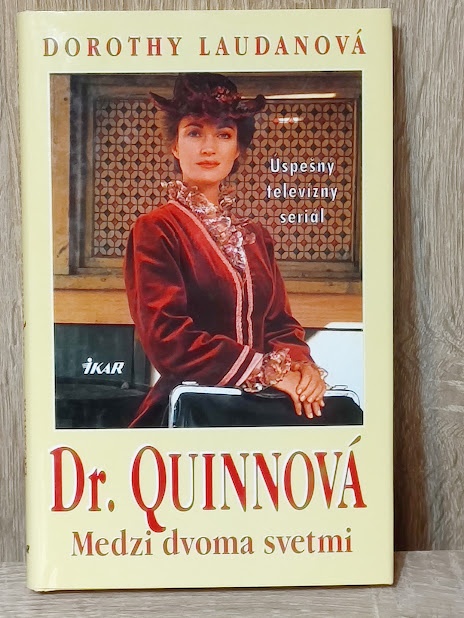 DOROTHY LAUDANOVÁ
Úspešný
televízny
seriál
IKAR
Dr. QUINNOVÁ
Medzi dvoma svetmi